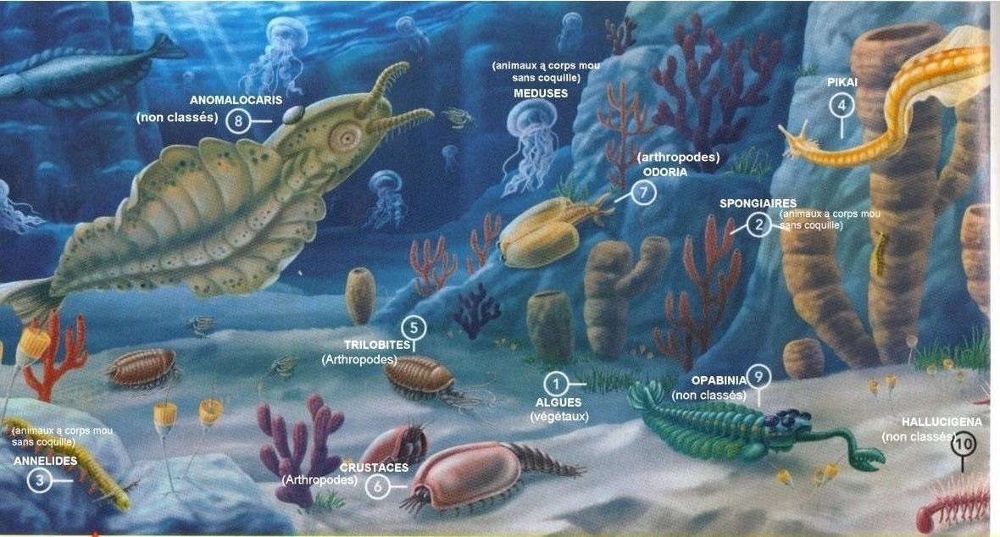 (animaux ą corps mou
sans coquille)
MEDUSES
PIKAI
4
ANOMALOCARIS
(non classés)
8
(arthropodes)
ODORIA
7
SPONGIAIRES
2
(animaux a corps mou
sans coquille)
5
TRILOBITES
(Arthropodes)
1
ALGUES
(végétaux)
OPABINIA
9
(non classés)
HALLUCIGENA
(non classés)
10
(animaux a corps mou
sans coquille)
ANNELIDES
3
CRUSTACES
(Arthropodes)
6